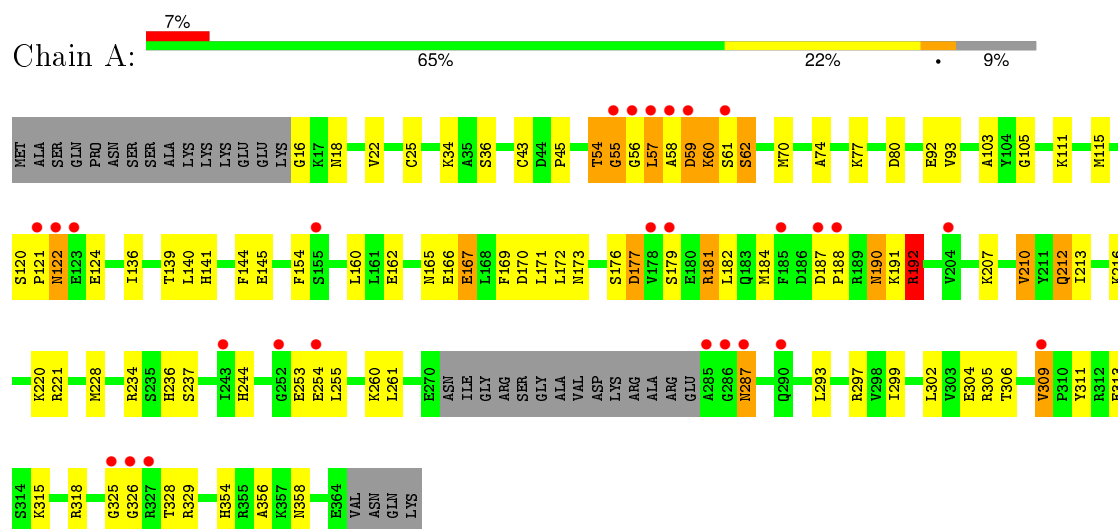 7%
Chain A:
65% 22% • 9%
MET ALA SER GLN PRO ASN SER SER ALA LYS LYS LYS GLU GLU LYS G16 K17 N18 V22 C25 K34 A35 S36 C43 D44 P45 T54 G55 G56 L57 A58 D59 K60 S61 S62 M70 A74 K77 D80 E92 V93 A103 Y104 G105 K111 M115
S120 P121 N122 E123 E124 I136 T139 L140 H141 F144 E145 F154 S155 L160 L161 E162 N165 E166 E167 L168 F169 D170 L171 L172 N173 S176 D177 V178 S179 E180 R181 L182 Q183 M184 F185 D186 D187 P188 R189 N190 K191 R192 V204 K207 V210 Y211 Q212 I213 K216
K220 R221 M228 R234 S235 H236 S237 I243 H244 G252 E253 E254 L255 K260 L261 E270 ASN ILE GLY ARG SER GLY ALA VAL ASP LYS ARG ALA ARG GLU A285 G286 N287 Q290 L293 R297 V298 I299 L302 V303 E304 R305 T306 V309 P310 Y311 R312 E313
S314 K315 R318 G325 G326 R327 T328 R329 H354 R355 A356 K357 N358 E364 VAL ASN GLN LYS